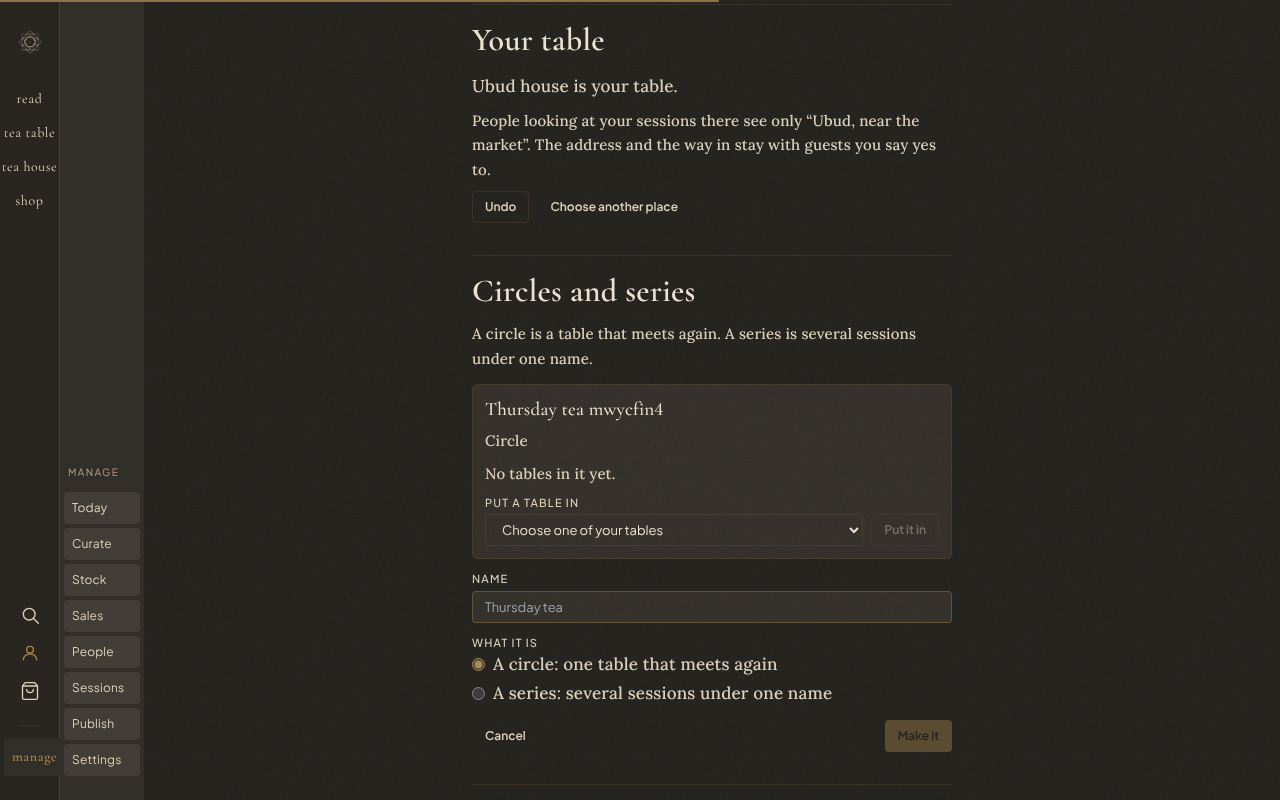 read
tea table
tea house
shop
manage
MANAGE
Today
Curate
Stock
Sales
People
Sessions
Publish
Settings
Your table
Ubud house is your table.
People looking at your sessions there see only “Ubud, near the
market”. The address and the way in stay with guests you say yes
to.
Undo
Choose another place
Circles and series
A circle is a table that meets again. A series is several sessions
under one name.
Thursday tea mwycfin4
Circle
No tables in it yet.
PUT A TABLE IN
Choose one of your tables
Put it in
NAME
Thursday tea
WHAT IT IS
A circle: one table that meets again
A series: several sessions under one name
Cancel
Make it